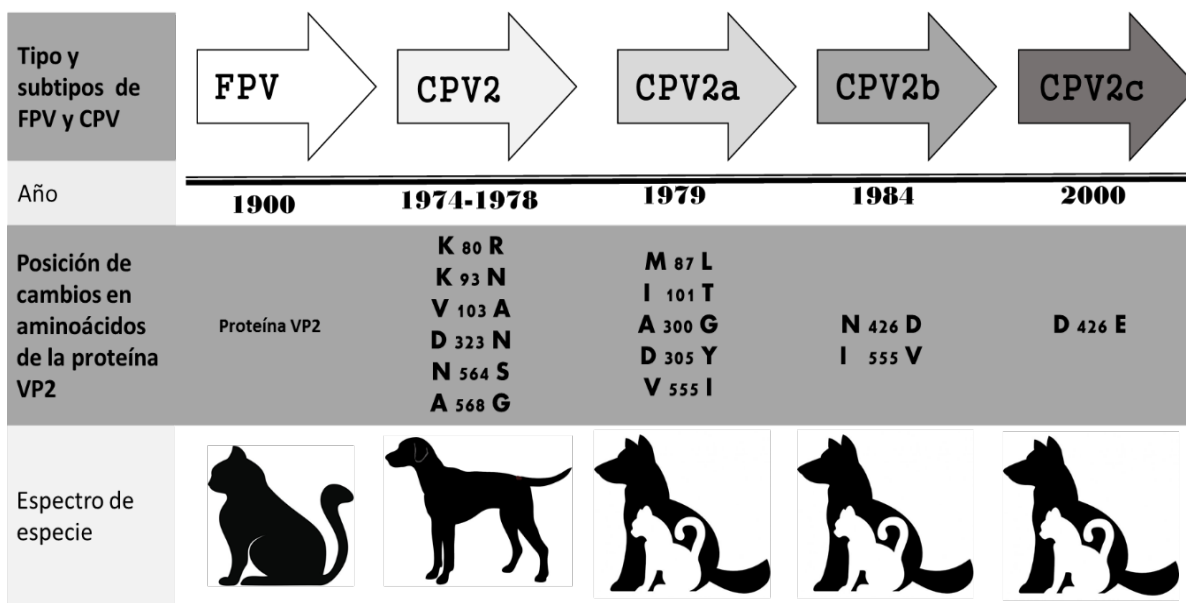 Tipo y
subtipos de
FPV y CPV
FPV
CPV2
CPV2a
CPV2b
CPV2c
Año
1900
1974-1978
1979
1984
2000
Posición de
cambios en
aminoácidos
de la proteína
VP2
Proteína VP2
K 80 R
K 93 N
V 103 A
D 323 N
N 564 S
A 568 G
M 87 L
I 101 T
A 300 G
D 305 Y
V 555 I
N 426 D
I 555 V
D 426 E
Espectro de
especie